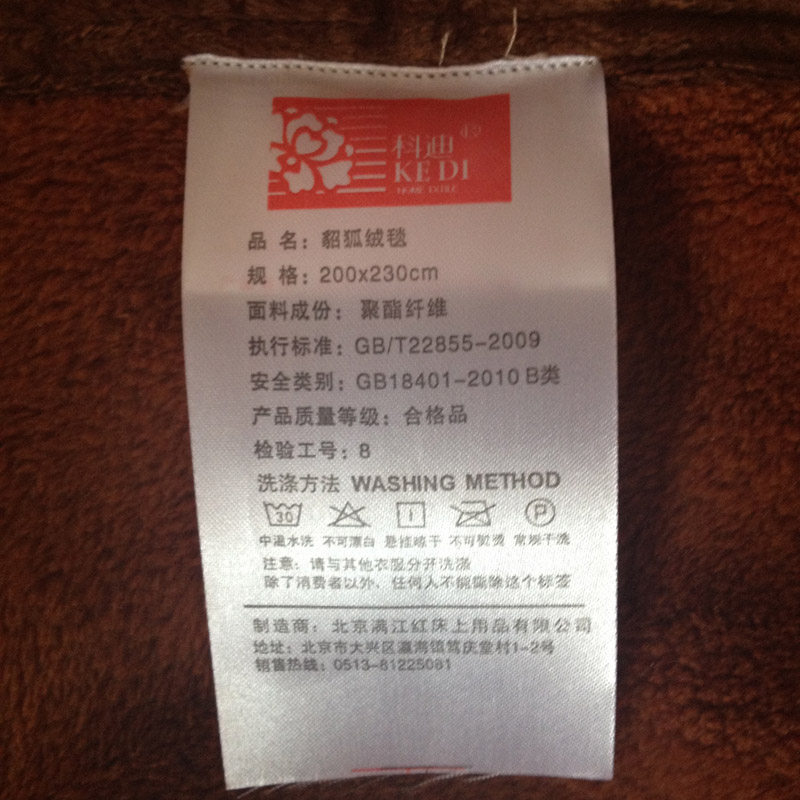 科迪®
KE DI
HOME EXTILE
品 名：貂狐绒毯
规 格：200x230cm
面料成份：聚酯纤维
执行标准：GB/T22855-2009
安全类别：GB18401-2010 B类
产品质量等级：合格品
检验工号：8
洗涤方法 WASHING METHOD
30 P
中温水洗 不可漂白 悬挂晾干 不可熨烫 常规干洗
注意：请与其他衣服分开洗涤
除了消费者以外，任何人不能撕除这个标签
制造商：北京满江红床上用品有限公司
地址：北京市大兴区瀛海镇笃庆堂村1-2号
销售热线：0513-81225081